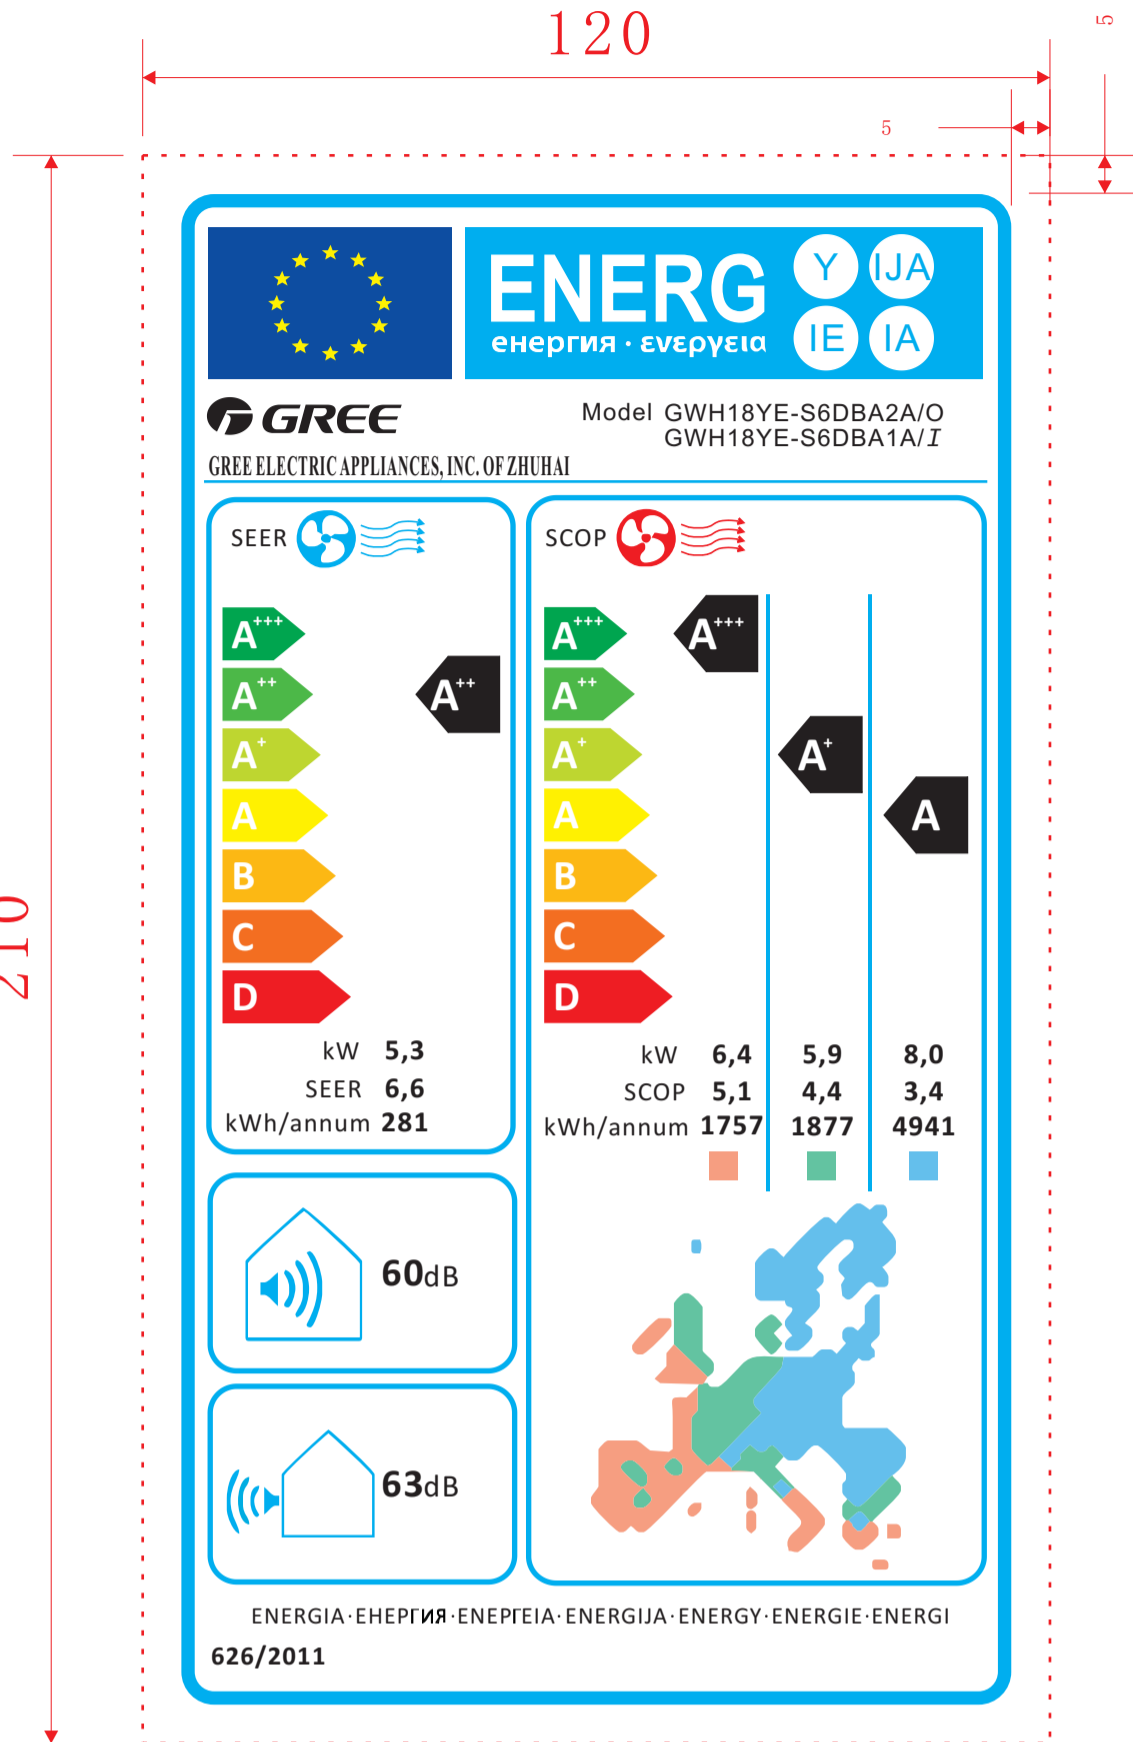 120
5
5
210
ENERG
енергия · ενεργεια
Y IJA
IE IA
GREE
Model GWH18YE-S6DBA2A/O
GWH18YE-S6DBA1A/I
GREE ELECTRIC APPLIANCES, INC. OF ZHUHAI
SEER
A+++
A++
A+
A
B
C
D
A++
kW 5,3
SEER 6,6
kWh/annum 281
SCOP
A+++
A++
A+
A
B
C
D
A+++
A+
A
kW 6,4 5,9 8,0
SCOP 5,1 4,4 3,4
kWh/annum 1757 1877 4941
60dB
63dB
ENERGIA·ЕНЕРГИЯ·ΕΝΕΡΓΕΙΑ·ENERGIJA·ENERGY·ENERGIE·ENERGI
626/2011